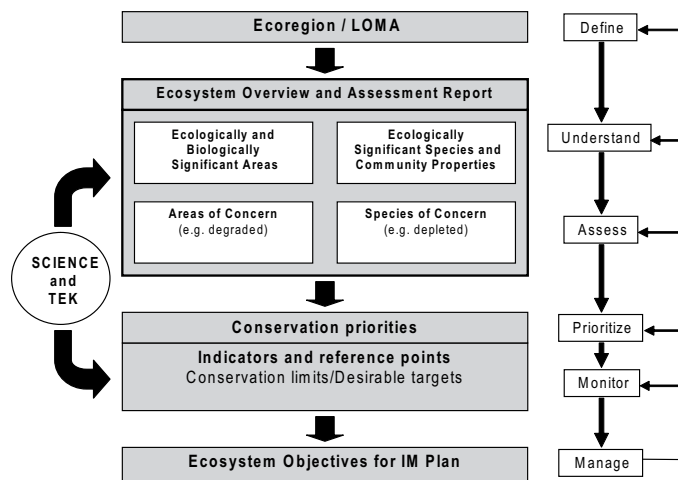 Ecoregion / LOMA
Ecosystem Overview and Assessment Report
Ecologically and
Biologically
Significant Areas
Ecologically
Significant Species and
Community Properties
Areas of Concern
(e.g. degraded)
Species of Concern
(e.g. depleted)
SCIENCE
and
TEK
Conservation priorities
Indicators and reference points
Conservation limits/Desirable targets
Ecosystem Objectives for IM Plan
Define
Understand
Assess
Prioritize
Monitor
Manage